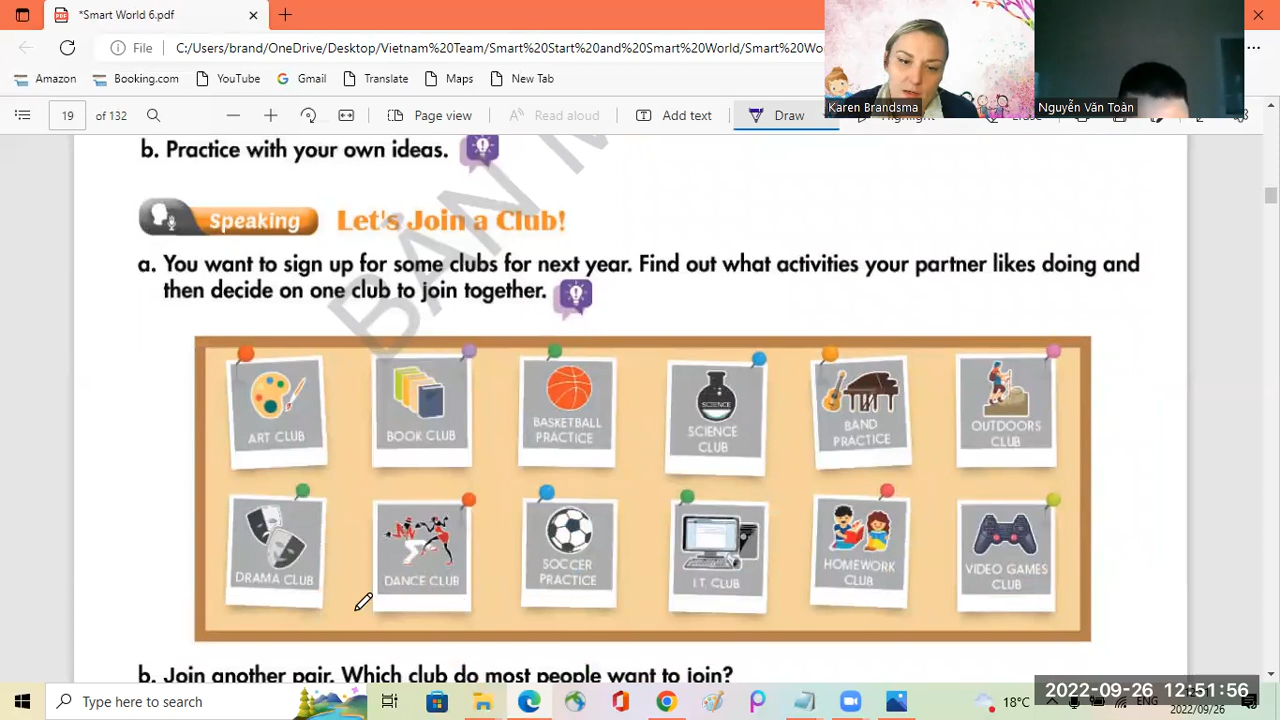 *Smart World 6.pdf
File
C:/Users/brand/OneDrive/Desktop/Vietnam%20Team/Smart%20Start%20and%20Smart%20World/Smart%20Wo
Amazon
Booking.com
YouTube
Gmail
Translate
Maps
New Tab
Karen Brandsma
Nguyễn Văn Toàn
19
of 132
Page view
Read aloud
Add text
Draw
b. Practice with your own ideas.
Speaking
Let's Join a Club!
a. You want to sign up for some clubs for next year. Find out what activities your partner likes doing and
then decide on one club to join together.
BAN M
ART CLUB
BOOK CLUB
BASKETBALL
PRACTICE
SCIENCE
SCIENCE
CLUB
BAND
PRACTICE
OUTDOORS
CLUB
DRAMA CLUB
DANCE CLUB
SOCCER
PRACTICE
I.T CLUB
HOMEWORK
CLUB
VIDEO GAMES
CLUB
b. Join another pair. Which club do most people want to join?
Type here to search
18°C
ENG
2022-09-26 12:51:56
2022/09/26